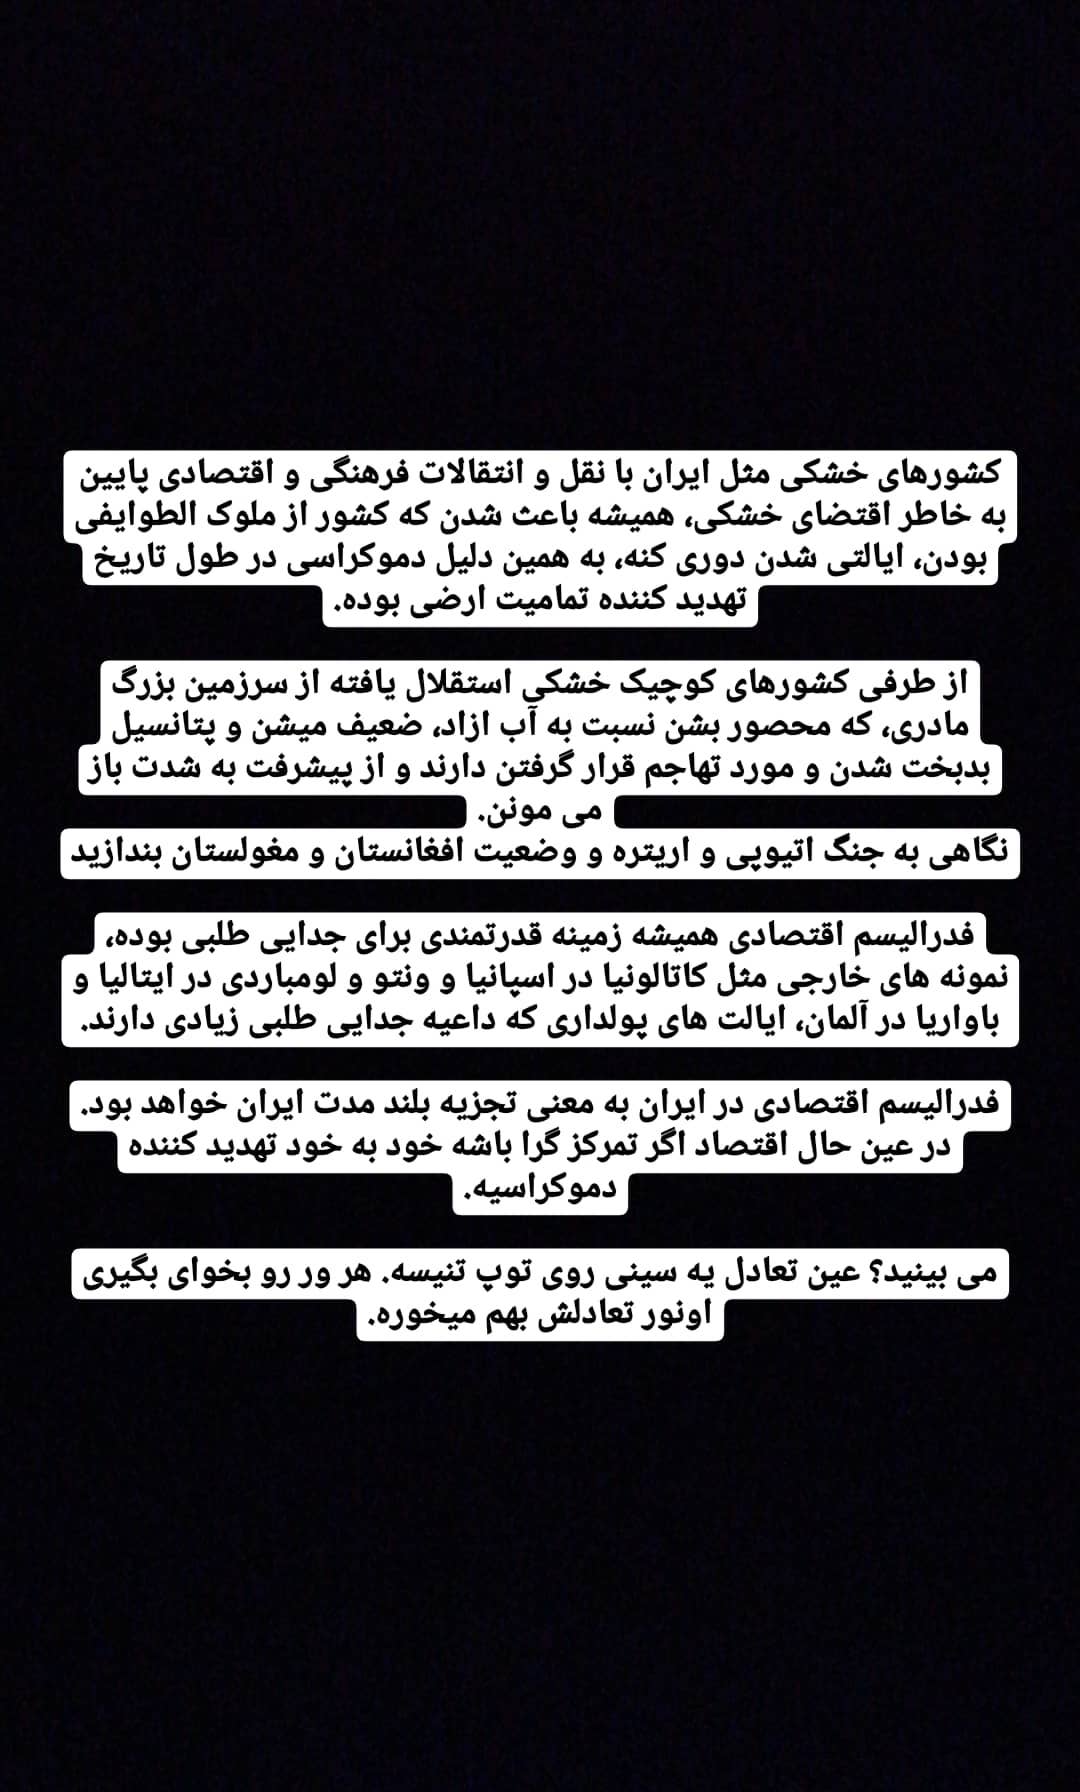 کشورهای خشکی مثل ایران با نقل و انتقالات فرهنگی و اقتصادی پایین
به خاطر اقتضای خشکی، همیشه باعث شدن که کشور از ملوک الطوایفی
بودن، ایالتی شدن دوری کنه، به همین دلیل دموکراسی در طول تاریخ
تهدید کننده تمامیت ارضی بوده.
از طرفی کشورهای کوچیک خشکی استقلال یافته از سرزمین بزرگ
مادری، که محصور بشن نسبت به آب ازاد، ضعیف میشن و پتانسیل
بدبخت شدن و مورد تهاجم قرار گرفتن دارند و از پیشرفت به شدت باز
می مونن.
نگاهی به جنگ اتیوپی و اریتره و وضعیت افغانستان و مغولستان بندازید
فدرالیسم اقتصادی همیشه زمینه قدرتمندی برای جدایی طلبی بوده،
نمونه های خارجی مثل کاتالونیا در اسپانیا و ونتو و لومباردی در ایتالیا و
باواریا در آلمان، ایالت های پولداری که داعیه جدایی طلبی زیادی دارند.
فدرالیسم اقتصادی در ایران به معنی تجزیه بلند مدت ایران خواهد بود.
در عین حال اقتصاد اگر تمرکز گرا باشه خود به خود تهدید کننده
دموکراسیه.
می بینید؟ عین تعادل یه سینی روی توپ تنیسه. هر ور رو بخوای بگیری
اونور تعادلش بهم میخوره.